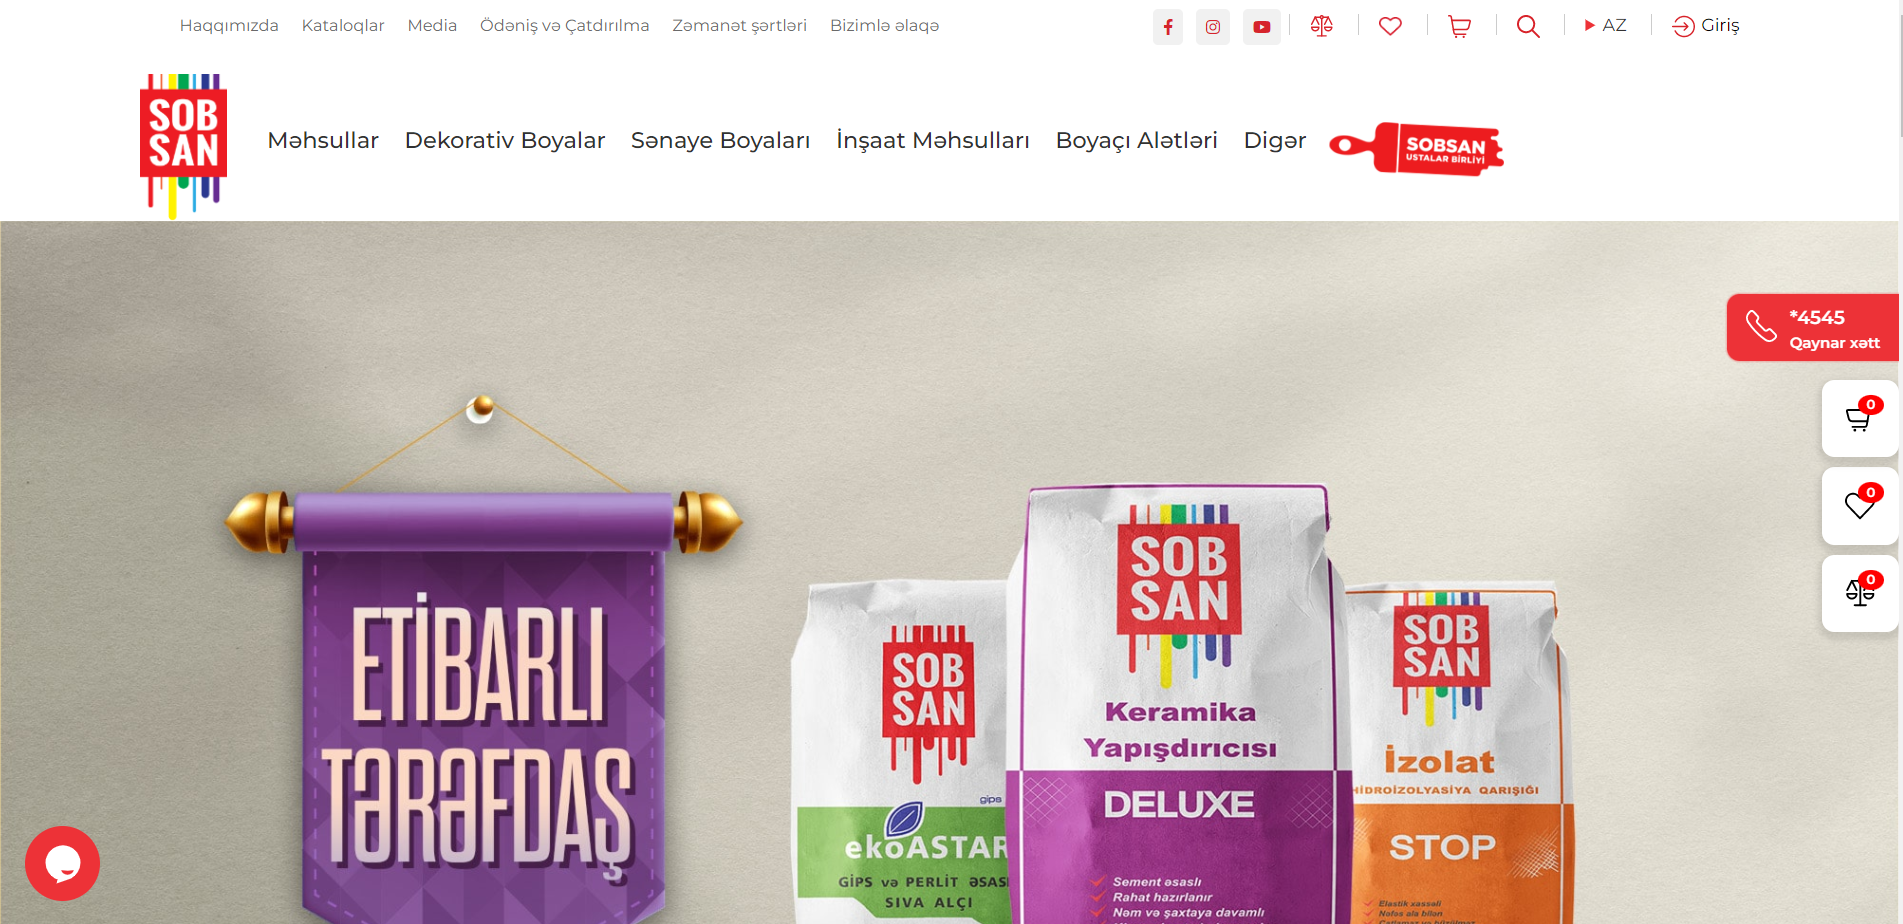 Haqqımızda Kataloqlar Media Ödəniş və Çatdırılma Zəmanət şərtləri Bizimlə əlaqə AZ Giriş
SOB
SAN
Məhsullar Dekorativ Boyalar Sənaye Boyaları İnşaat Məhsulları Boyaçı Alətləri Digər
SOBSAN
USTALAR BİRLİYİ
*4545
Qaynar xətt
0
0
0
ETİBARLI
TƏRƏFDAŞ
SOB
SAN
gips
ekoASTAR
GİPS və PERLİT ƏSAS
SIVA ALÇI
SOB
SAN
Keramika
Yapışdırıcısı
DELUXE
Sement əsaslı
Rahat hazırlanır
Nəm və şaxtaya davamlı
SOB
SAN
İzolat
HİDROİZOLYASİYA QARIŞIĞI
STOP
Elastik xassəli
Nəfəs ala bilən